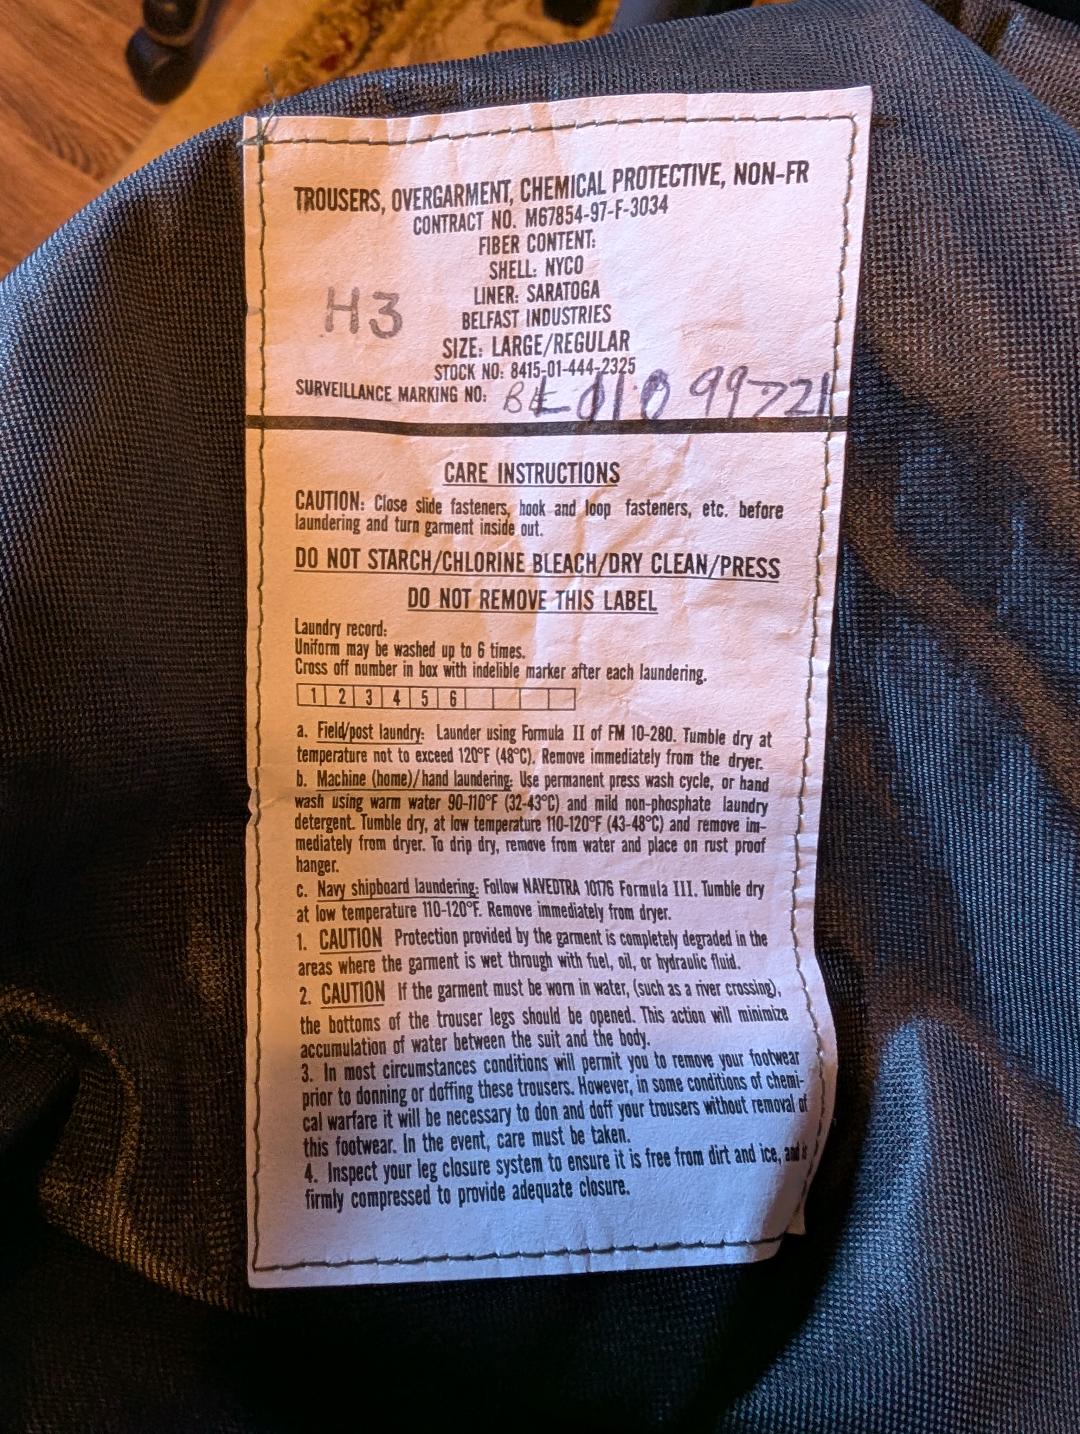 TROUSERS, OVERGARMENT, CHEMICAL PROTECTIVE, NON-FR
CONTRACT NO. M67854-97-F-3034
FIBER CONTENT:
SHELL: NYCO
LINER: SARATOGA
H3
BELFAST INDUSTRIES
SIZE: LARGE/REGULAR
STOCK NO: 8415-01-444-2325
SURVEILLANCE MARKING NO:
CARE INSTRUCTIONS
CAUTION: Close slide fasteners, hook and loop fasteners, etc. before
laundering and turn garment inside out.
DO NOT STARCH/CHLORINE BLEACH/DRY CLEAN/PRESS
DO NOT REMOVE THIS LABEL
Laundry record:
Uniform may be washed up to 6 times.
Cross off number in box with indelible marker after each laundering.
1 2 3 4 5 6
a. Field/post laundry: Launder using Formula II of FM 10-280. Tumble dry at
temperature not to exceed 120°F (48°C). Remove immediately from the dryer.
b. Machine (home)/hand laundering: Use permanent press wash cycle, or hand
wash using warm water 90-110°F (32-43°C) and mild non-phosphate laundry
detergent. Tumble dry, at low temperature 110-120°F (43-48°C) and remove im-
mediately from dryer. To drip dry, remove from water and place on rust proof
hanger.
c. Navy shipboard laundering: Follow NAVEDTRA 10176 Formula III. Tumble dry
at low temperature 110-120°F. Remove immediately from dryer.
1. CAUTION Protection provided by the garment is completely degraded in the
areas where the garment is wet through with fuel, oil, or hydraulic fluid.
2. CAUTION If the garment must be worn in water, (such as a river crossing),
the bottoms of the trouser legs should be opened. This action will minimize
accumulation of water between the suit and the body.
3. In most circumstances conditions will permit you to remove your footwear
prior to donning or doffing these trousers. However, in some conditions of chemi-
cal warfare it will be necessary to don and doff your trousers without removal of
this footwear. In the event, care must be taken.
4. Inspect your leg closure system to ensure it is free from dirt and ice, and is
firmly compressed to provide adequate closure.